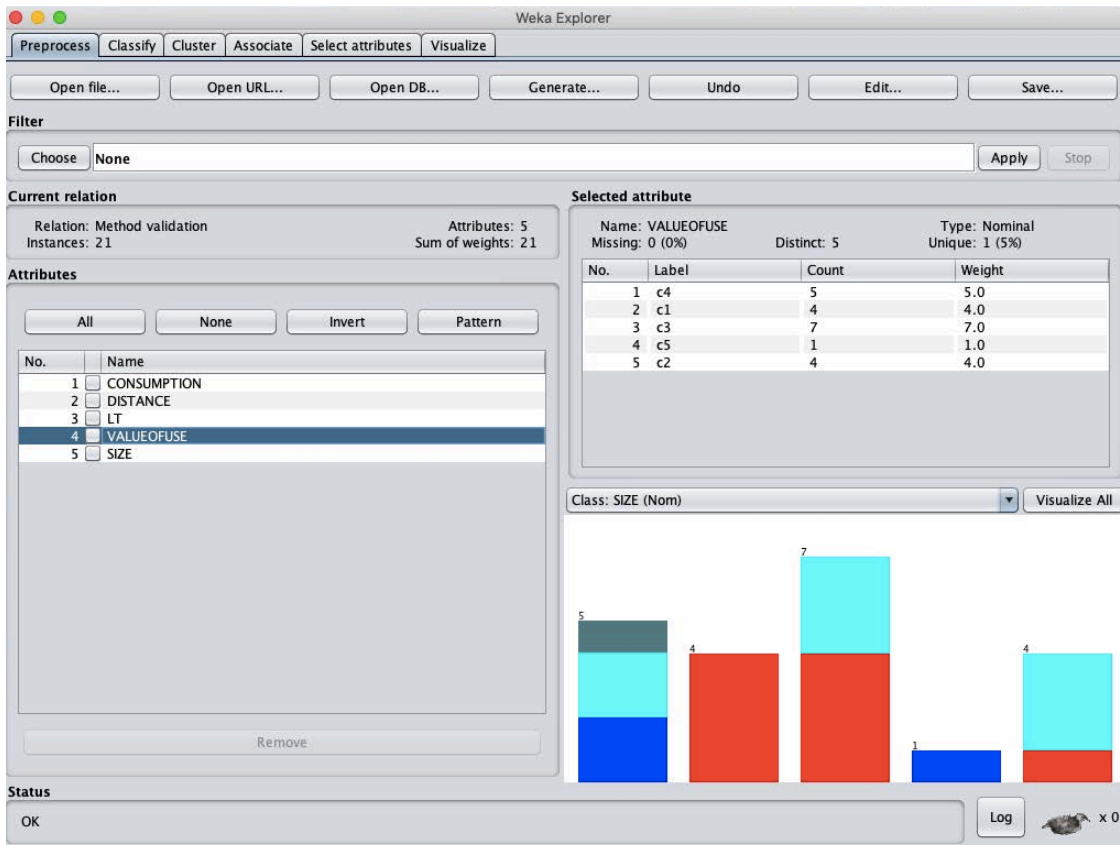 Weka Explorer
Preprocess Classify Cluster Associate Select attributes Visualize
Open file... Open URL... Open DB... Generate... Undo Edit... Save...
Filter
Choose None Apply Stop
Current relation
Relation: Method validation Attributes: 5
Instances: 21 Sum of weights: 21
Attributes
All None Invert Pattern
No. Name
1 CONSUMPTION
2 DISTANCE
3 LT
4 VALUEOFUSE
5 SIZE
Remove
Selected attribute
Name: VALUEOFUSE Type: Nominal
Missing: 0 (0%) Distinct: 5 Unique: 1 (5%)
No. Label Count Weight
1 c4 5 5.0
2 c1 4 4.0
3 c3 7 7.0
4 c5 1 1.0
5 c2 4 4.0
Class: SIZE (Nom) Visualize All
5 4 7 1 4
Status
OK Log x 0